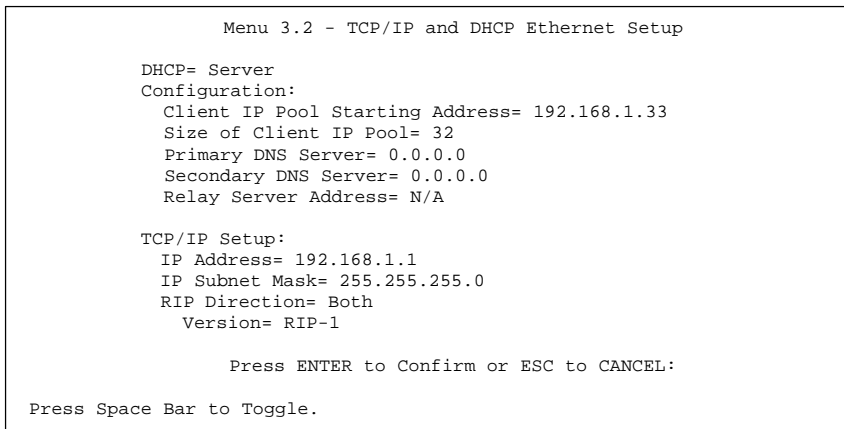 Menu 3.2 - TCP/IP and DHCP Ethernet Setup
DHCP= Server
Configuration:
Client IP Pool Starting Address= 192.168.1.33
Size of Client IP Pool= 32
Primary DNS Server= 0.0.0.0
Secondary DNS Server= 0.0.0.0
Relay Server Address= N/A
TCP/IP Setup:
IP Address= 192.168.1.1
IP Subnet Mask= 255.255.255.0
RIP Direction= Both
Version= RIP-1
Press ENTER to Confirm or ESC to CANCEL:
Press Space Bar to Toggle.